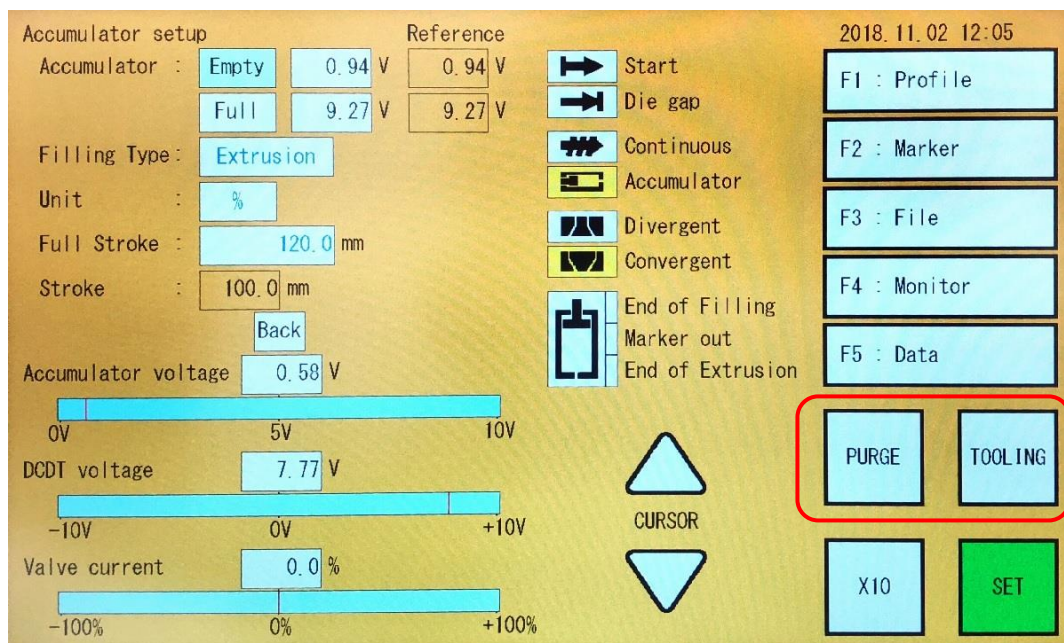 Accumulator setup
Reference
Accumulator : Empty 0.94 V 0.94 V
Full 9.27 V 9.27 V
Filling Type: Extrusion
Unit : %
Full Stroke : 120.0 mm
Stroke : 100.0 mm
Back
Accumulator voltage 0.58 V
0V 5V 10V
DCDT voltage 7.77 V
-10V 0V +10V
Valve current 0.0 %
-100% 0% +100%
Start
Die gap
Continuous
Accumulator
Divergent
Convergent
End of Filling
Marker out
End of Extrusion
CURSOR
2018.11.02 12:05
F1 : Profile
F2 : Marker
F3 : File
F4 : Monitor
F5 : Data
PURGE TOOLING
X10 SET